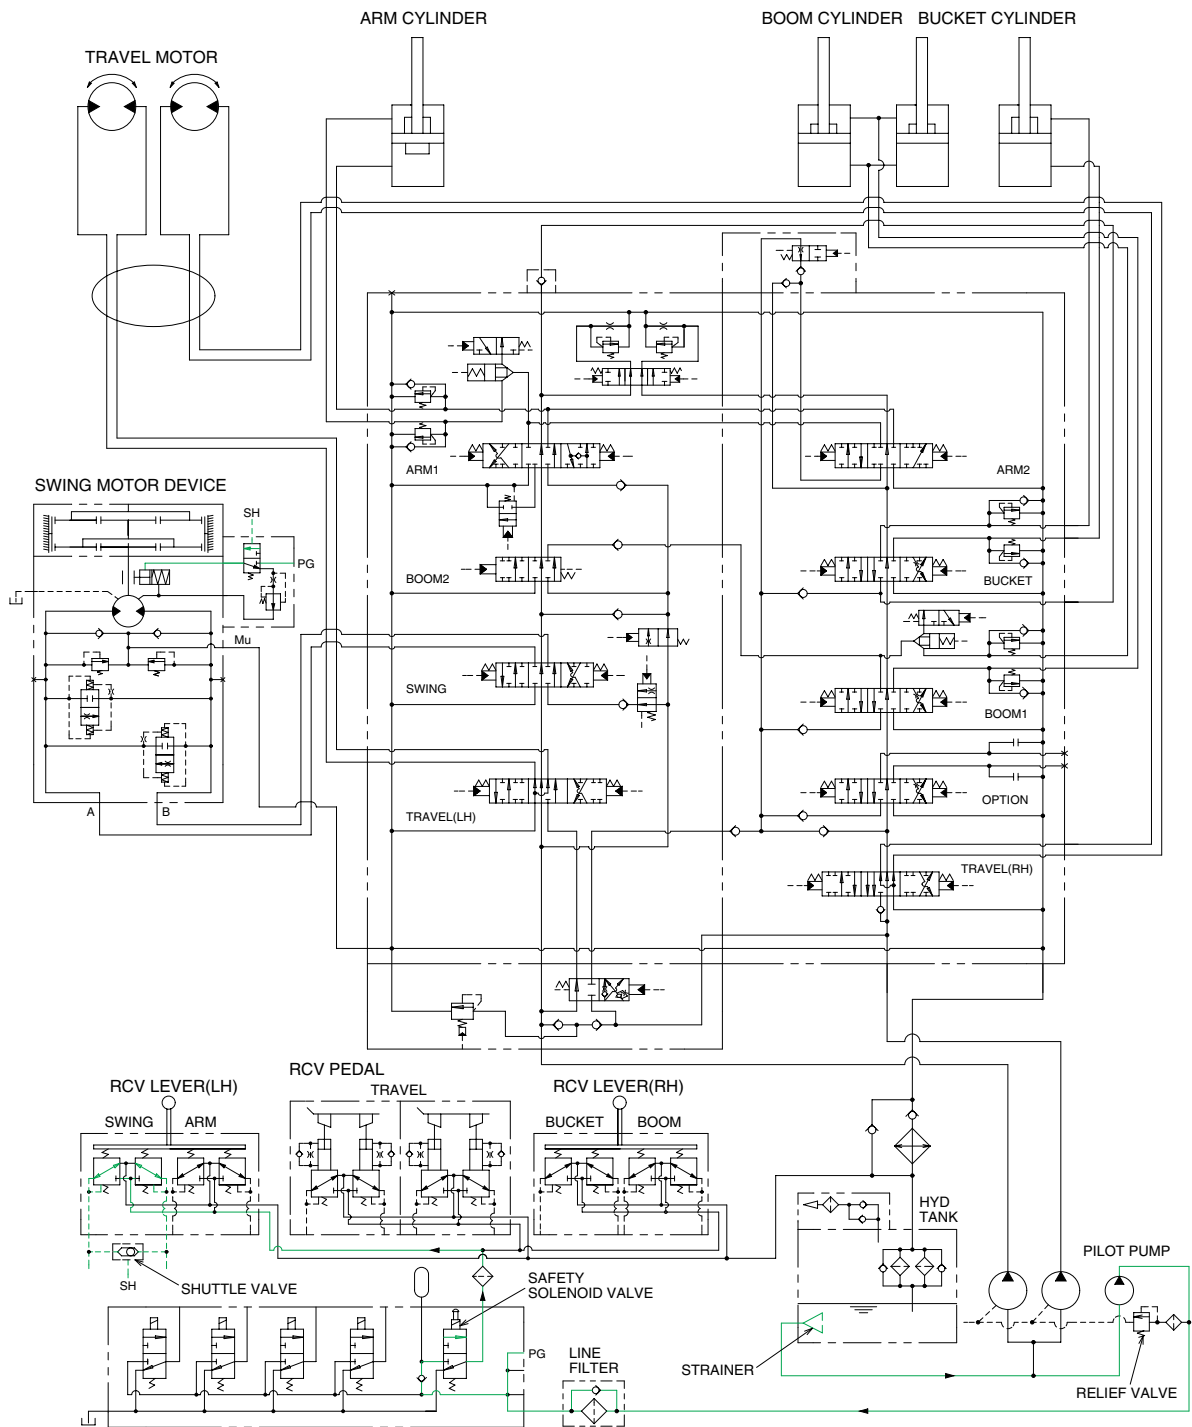 ARM CYLINDER
BOOM CYLINDER
BUCKET CYLINDER
TRAVEL MOTOR
ARM1
ARM2
SWING MOTOR DEVICE
SH
PG
BOOM2
BUCKET
Mu
SWING
BOOM1
A
B
TRAVEL(LH)
OPTION
TRAVEL(RH)
RCV LEVER(LH)
RCV PEDAL
RCV LEVER(RH)
SWING
ARM
TRAVEL
BUCKET
BOOM
HYD
TANK
PILOT PUMP
SH
SHUTTLE VALVE
SAFETY
SOLENOID VALVE
PG
LINE
FILTER
STRAINER
RELIEF VALVE